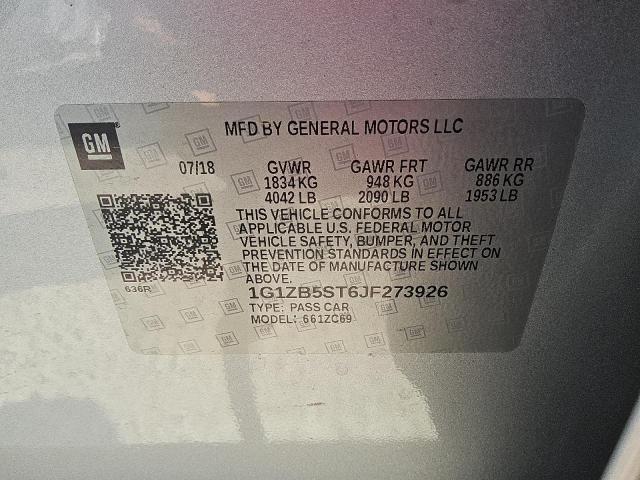 GM
MFD BY GENERAL MOTORS LLC
07/18 GVWR GAWR FRT GAWR RR
1834 KG 948 KG 886 KG
4042 LB 2090 LB 1953 LB
THIS VEHICLE CONFORMS TO ALL
APPLICABLE U.S. FEDERAL MOTOR
VEHICLE SAFETY, BUMPER, AND THEFT
PREVENTION STANDARDS IN EFFECT ON
THE DATE OF MANUFACTURE SHOWN
ABOVE.
636R
1G1ZB5ST6JF273926
TYPE: PASS CAR
MODEL: 661ZC69